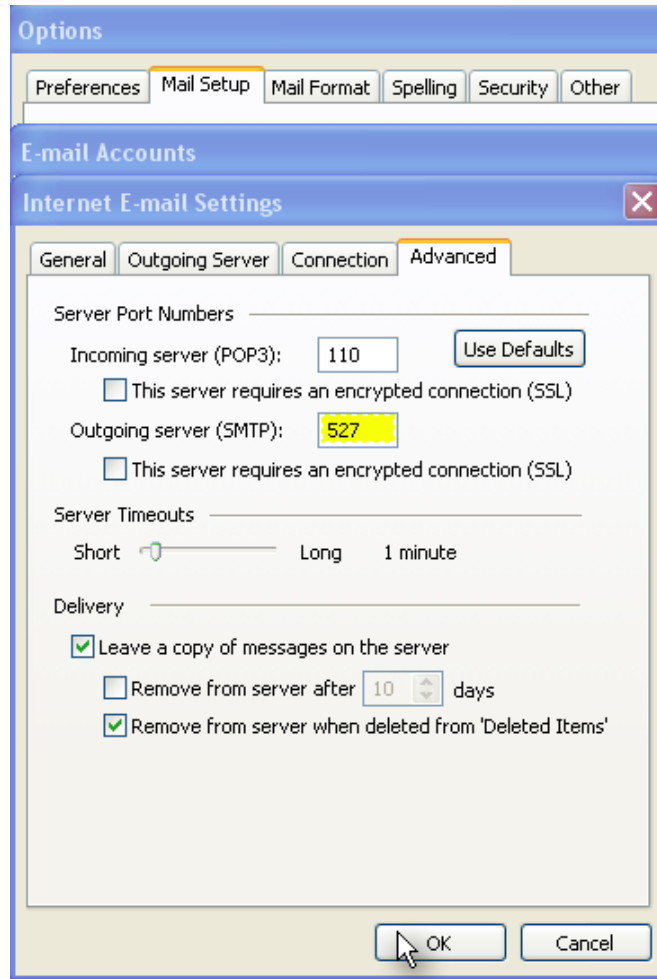 Options
Preferences Mail Setup Mail Format Spelling Security Other
E-mail Accounts
Internet E-mail Settings
General Outgoing Server Connection Advanced
Server Port Numbers
Incoming server (POP3): 110 Use Defaults
This server requires an encrypted connection (SSL)
Outgoing server (SMTP): 527
This server requires an encrypted connection (SSL)
Server Timeouts
Short Long 1 minute
Delivery
Leave a copy of messages on the server
Remove from server after 10 days
Remove from server when deleted from 'Deleted Items'
OK Cancel